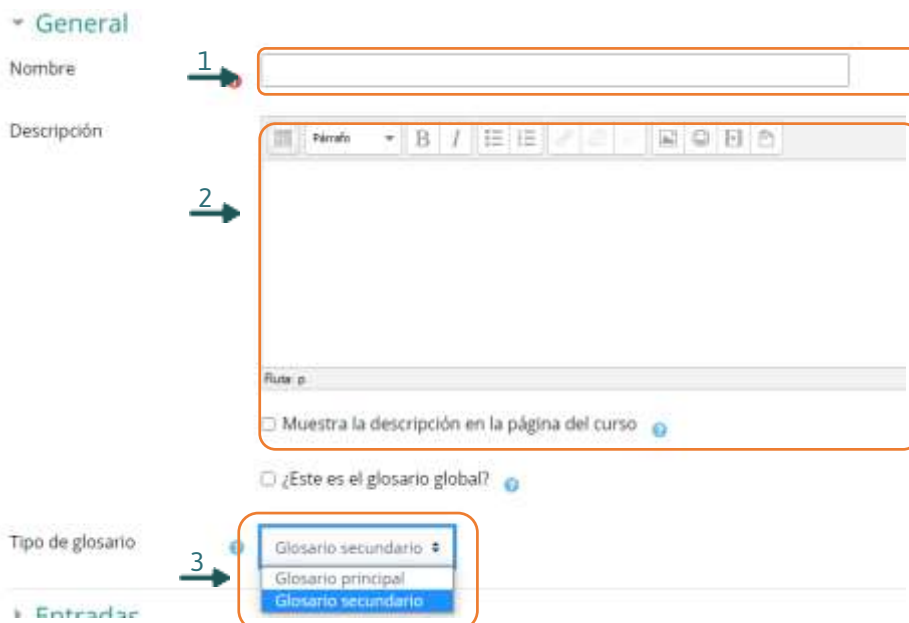 General
Nombre
1
Descripción
Párrafo B I
2
Ruta: p
Muestra la descripción en la página del curso
¿Este es el glosario global?
Tipo de glosario
Glosario secundario
3
Glosario principal
Glosario secundario
Entradas